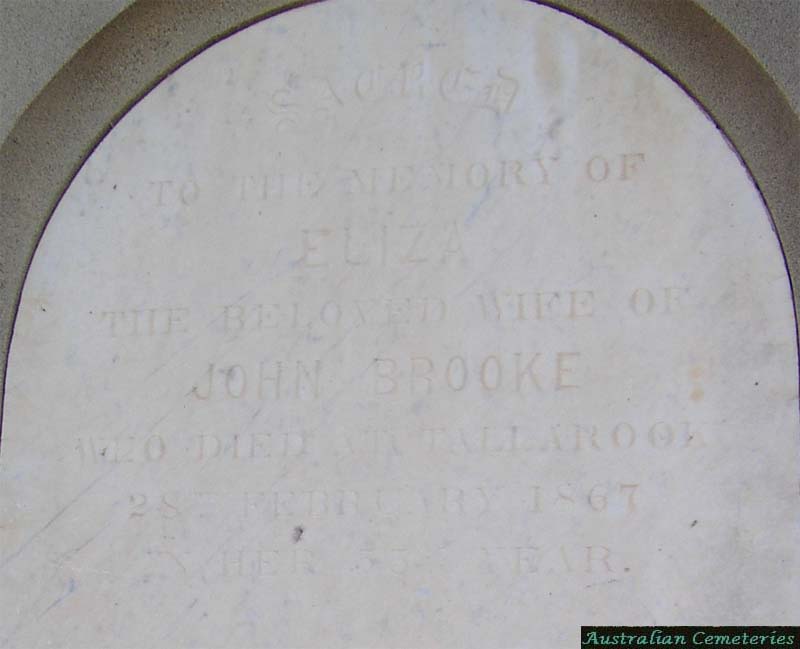 SACRED
TO THE MEMORY OF
ELIZA
THE BELOVED WIFE OF
JOHN BROOKE
WHO DIED AT TALLAROOK
28TH FEBRUARY 1867
IN HER YEAR.
Australian Cemeteries